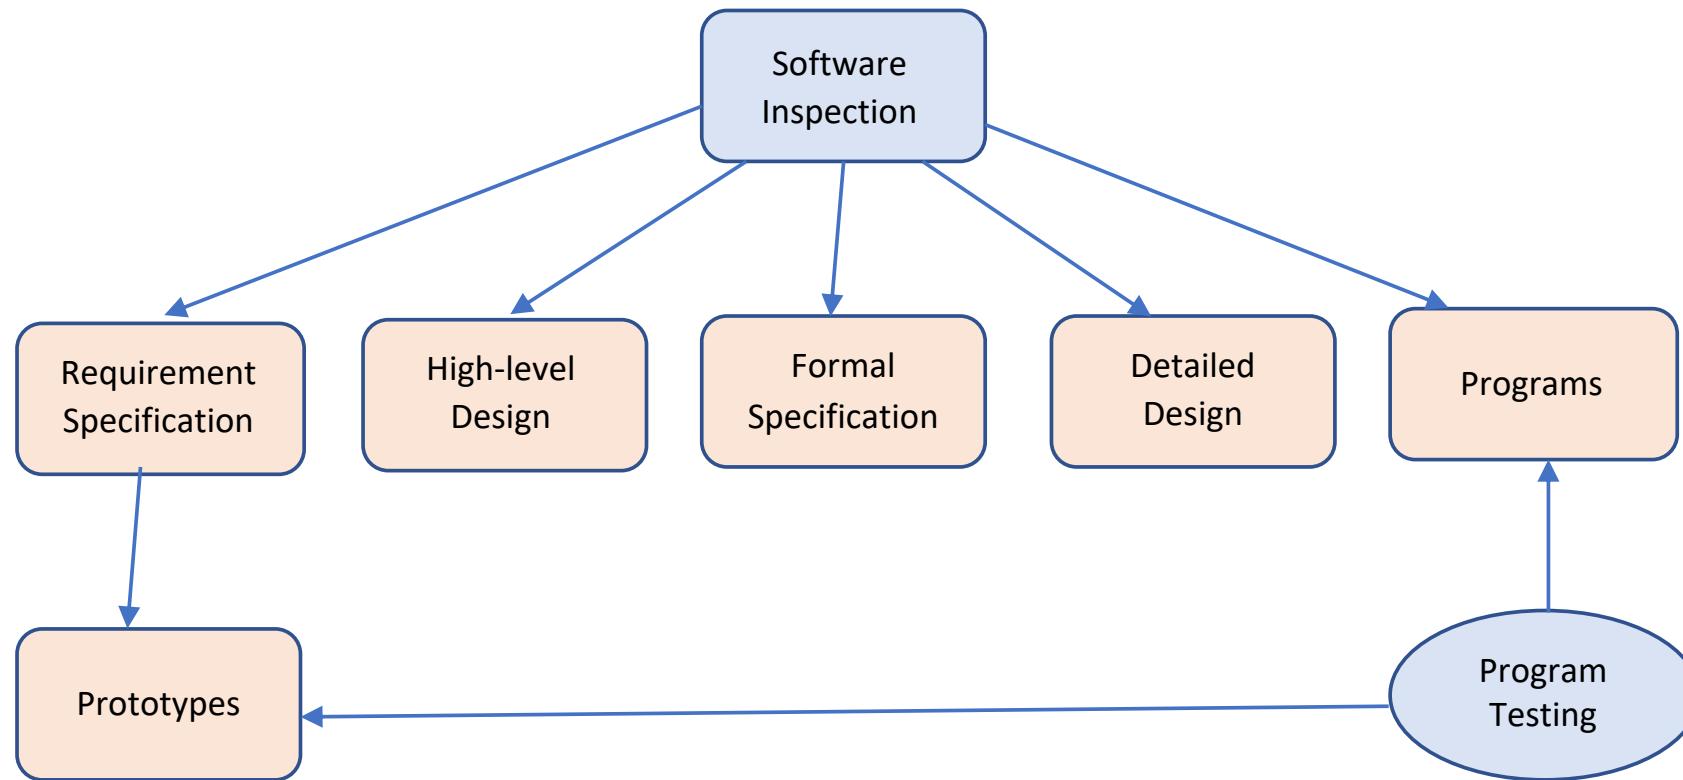 Software
Inspection
Requirement
Specification
High-level
Design
Formal
Specification
Detailed
Design
Programs
Prototypes
Program
Testing